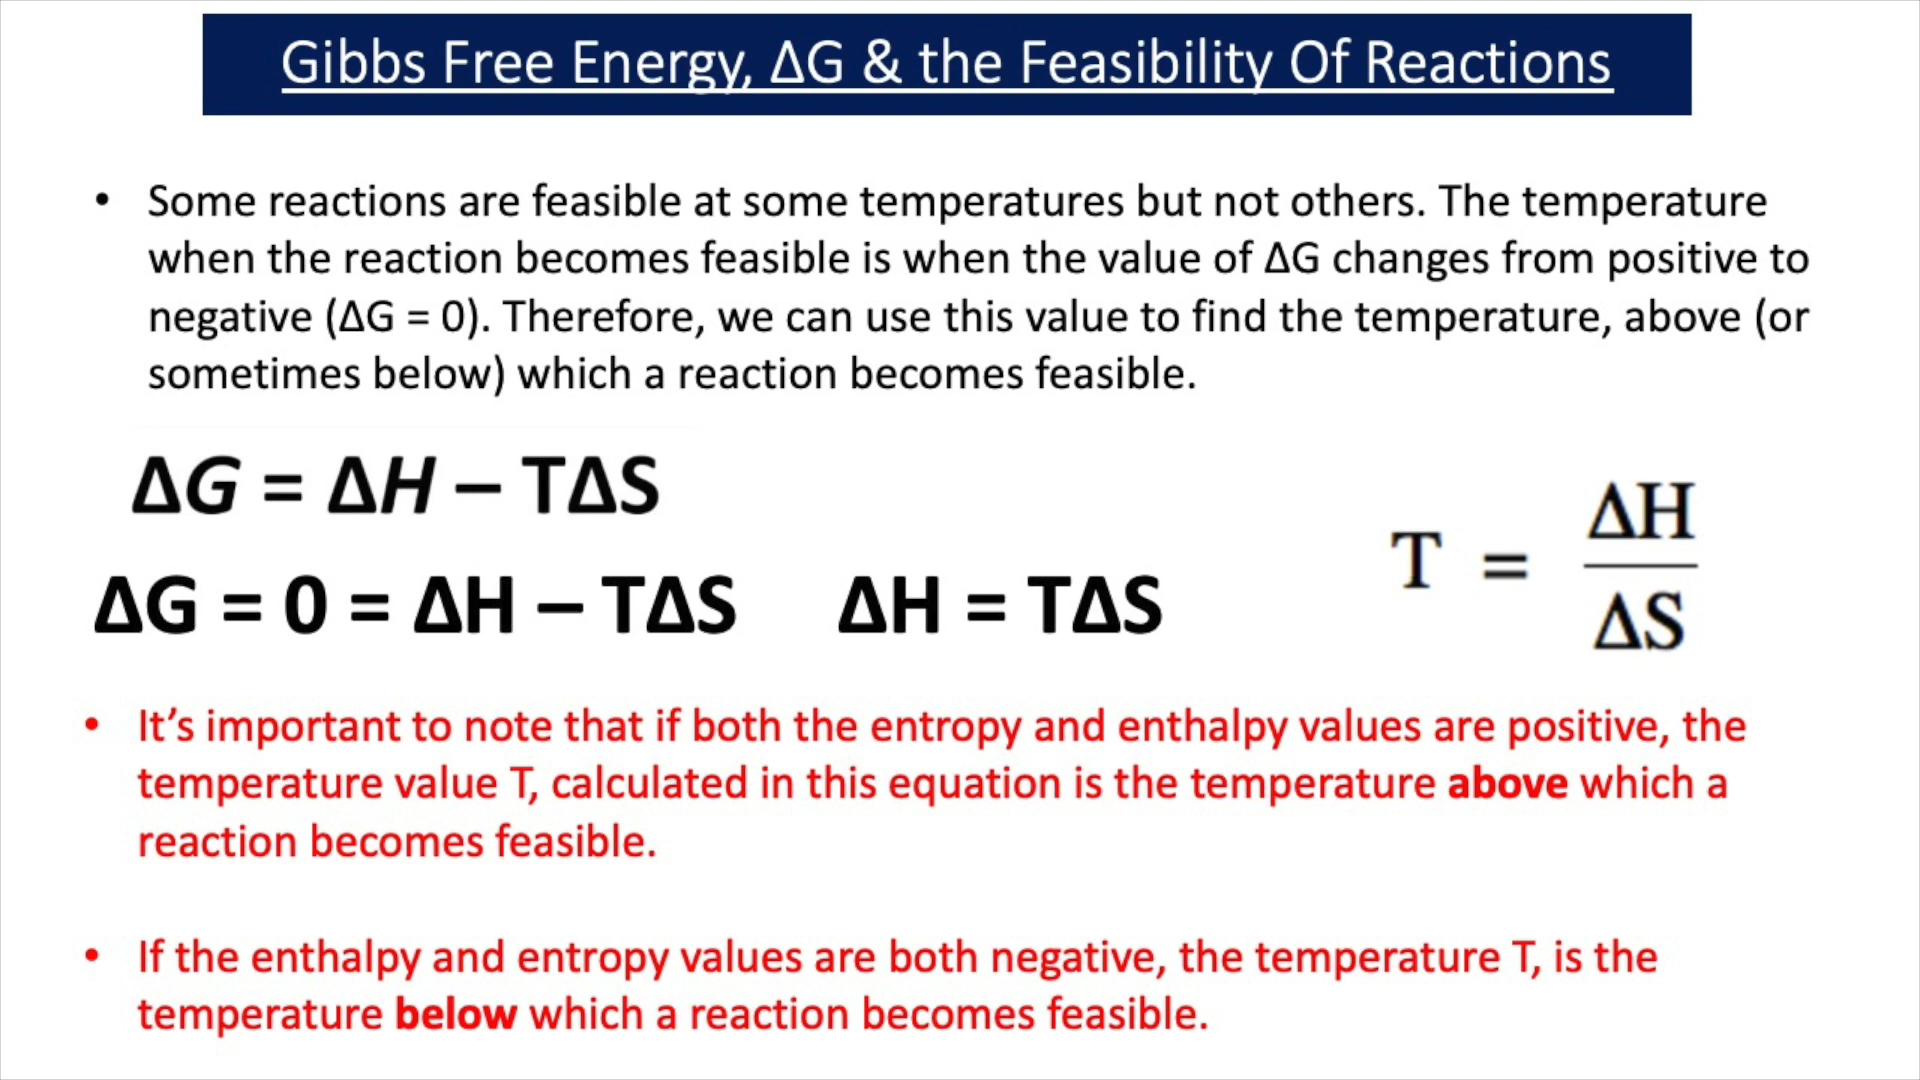 Gibbs Free Energy, ΔG & the Feasibility Of Reactions
• Some reactions are feasible at some temperatures but not others. The temperature
when the reaction becomes feasible is when the value of ΔG changes from positive to
negative (ΔG = 0). Therefore, we can use this value to find the temperature, above (or
sometimes below) which a reaction becomes feasible.
ΔG = ΔH – TΔS
ΔG = 0 = ΔH – TΔS
ΔH = TΔS
T = ΔH
ΔS
• It’s important to note that if both the entropy and enthalpy values are positive, the
temperature value T, calculated in this equation is the temperature above which a
reaction becomes feasible.
• If the enthalpy and entropy values are both negative, the temperature T, is the
temperature below which a reaction becomes feasible.